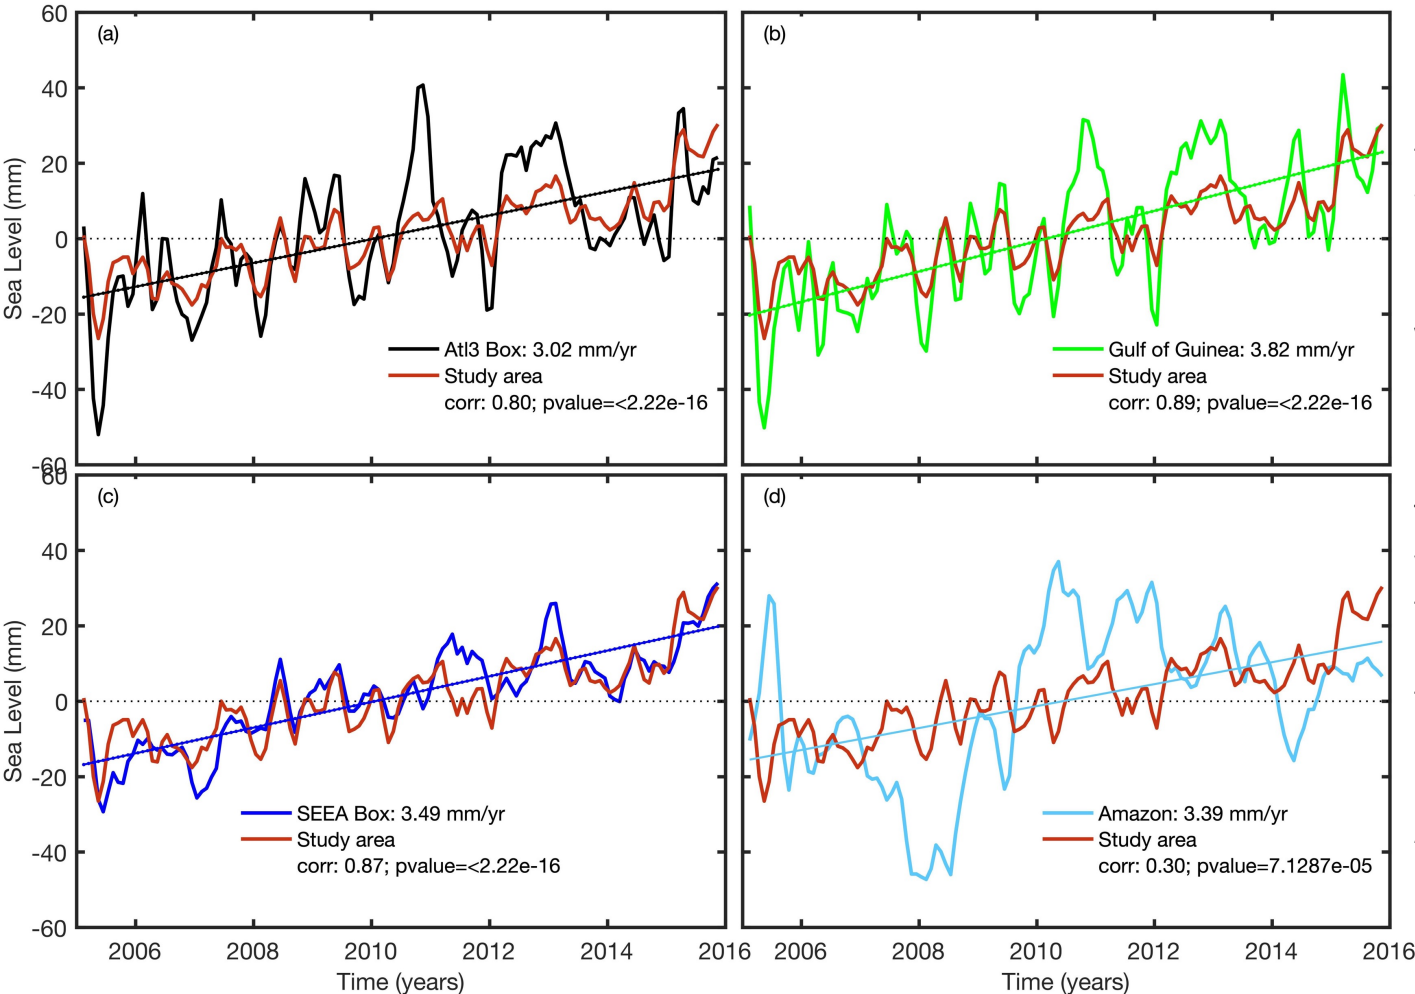 (a)
60
40
20
0
-20
-40
-60
Sea Level (mm)
Atl3 Box: 3.02 mm/yr
Study area
corr: 0.80; pvalue=<2.22e-16
(b)
Gulf of Guinea: 3.82 mm/yr
Study area
corr: 0.89; pvalue=<2.22e-16
(c)
60
40
20
0
-20
-40
-60
Sea Level (mm)
SEEA Box: 3.49 mm/yr
Study area
corr: 0.87; pvalue=<2.22e-16
2006 2008 2010 2012 2014 2016
Time (years)
(d)
Amazon: 3.39 mm/yr
Study area
corr: 0.30; pvalue=7.1287e-05
2006 2008 2010 2012 2014 2016
Time (years)